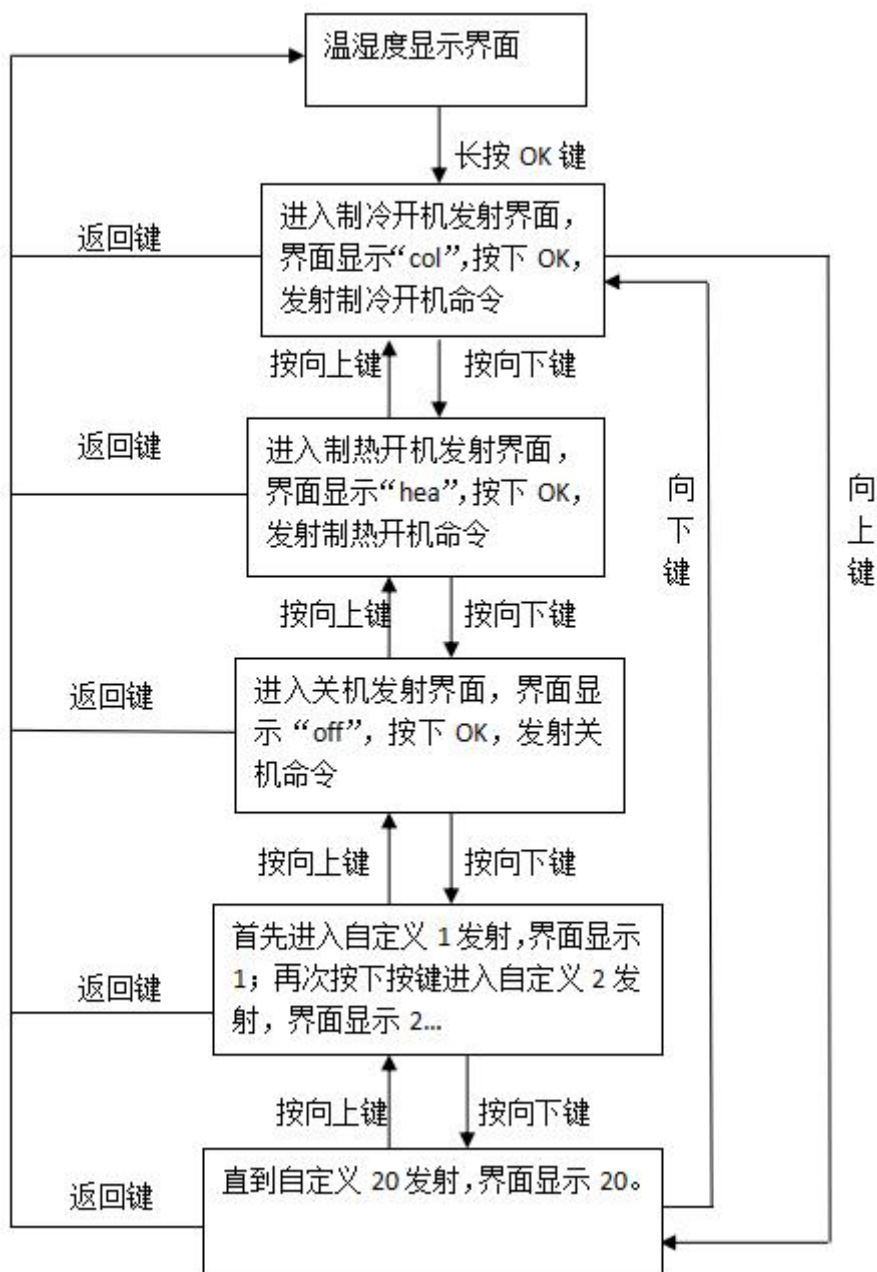 温湿度显示界面
长按 OK 键
进入制冷开机发射界面，
界面显示“col”,按下 OK，
发射制冷开机命令
返回键
按向上键
按向下键
进入制热开机发射界面，
界面显示“hea”,按下 OK，
发射制热开机命令
返回键
向下键
向上键
按向上键
按向下键
进入关机发射界面，界面显
示“off”，按下 OK，发射关
机命令
返回键
按向上键
按向下键
首先进入自定义 1 发射,界面显示
1；再次按下按键进入自定义 2 发
射，界面显示 2…
返回键
按向上键
按向下键
直到自定义 20 发射,界面显示 20。
返回键